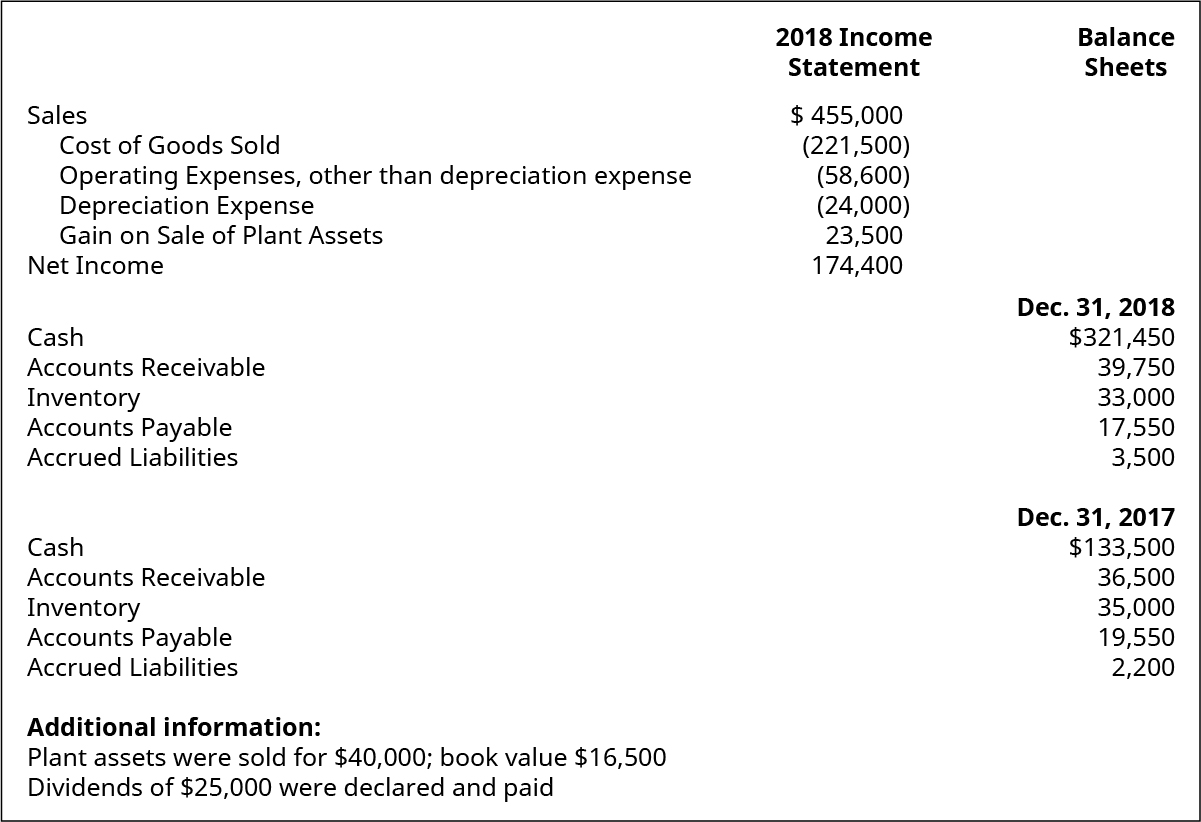 2018 Income Statement Balance Sheets
Sales $ 455,000
Cost of Goods Sold (221,500)
Operating Expenses, other than depreciation expense (58,600)
Depreciation Expense (24,000)
Gain on Sale of Plant Assets 23,500
Net Income 174,400
Dec. 31, 2018
Cash $321,450
Accounts Receivable 39,750
Inventory 33,000
Accounts Payable 17,550
Accrued Liabilities 3,500
Dec. 31, 2017
Cash $133,500
Accounts Receivable 36,500
Inventory 35,000
Accounts Payable 19,550
Accrued Liabilities 2,200
Additional information:
Plant assets were sold for $40,000; book value $16,500
Dividends of $25,000 were declared and paid